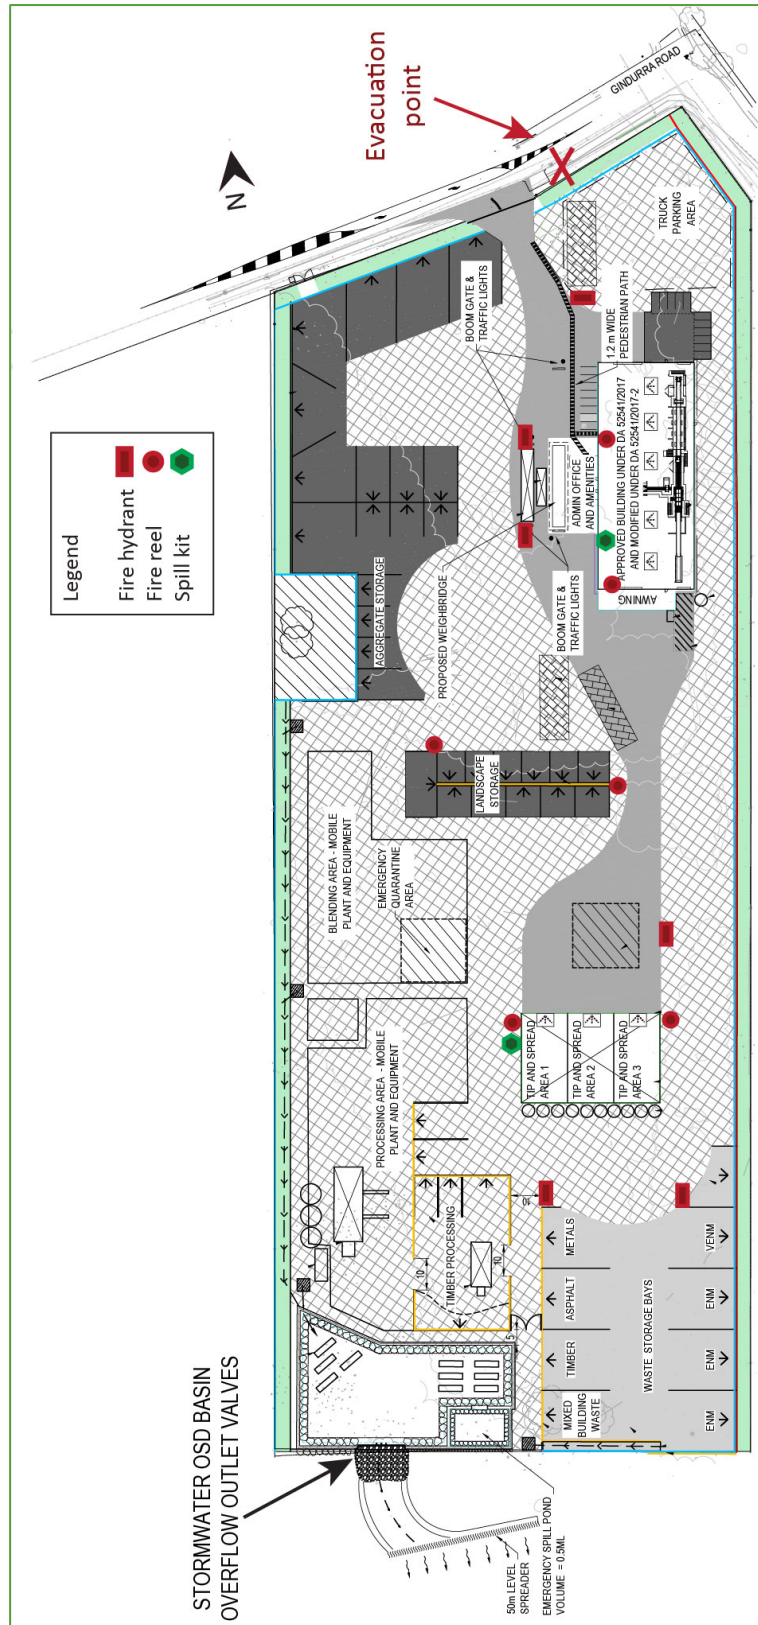 GINDURRA ROAD
Evacuation
point
N
TRUCK
PARKING
AREA
BOOM GATE &
TRAFFIC LIGHTS
1.2 m WIDE
PEDESTRIAN PATH
Legend
Fire hydrant
Fire reel
Spill kit
ADMIN OFFICE
AND AMENITIES
APPROVED BUILDING UNDER DA 52541/2017
AND MODIFIED UNDER DA 52541/2017-2
AWNING
AGGREGATE STORAGE
PROPOSED WEIGHBRIDGE
BOOM GATE &
TRAFFIC LIGHTS
LANDSCAPE
STORAGE
BLENDING AREA - MOBILE
PLANT AND EQUIPMENT
EMERGENCY
QUARANTINE
AREA
PROCESSING AREA - MOBILE
PLANT AND EQUIPMENT
TIP AND SPREAD
AREA 1
TIP AND SPREAD
AREA 2
TIP AND SPREAD
AREA 3
TIMBER PROCESSING
10
10
10
5
METALS
ASPHALT
TIMBER
MIXED
BUILDING
WASTE
WASTE STORAGE BAYS
VENM
ENM
ENM
ENM
STORMWATER OSD BASIN
OVERFLOW OUTLET VALVES
50m LEVEL
SPREADER
EMERGENCY SPILL POND
VOLUME = 0.5ML